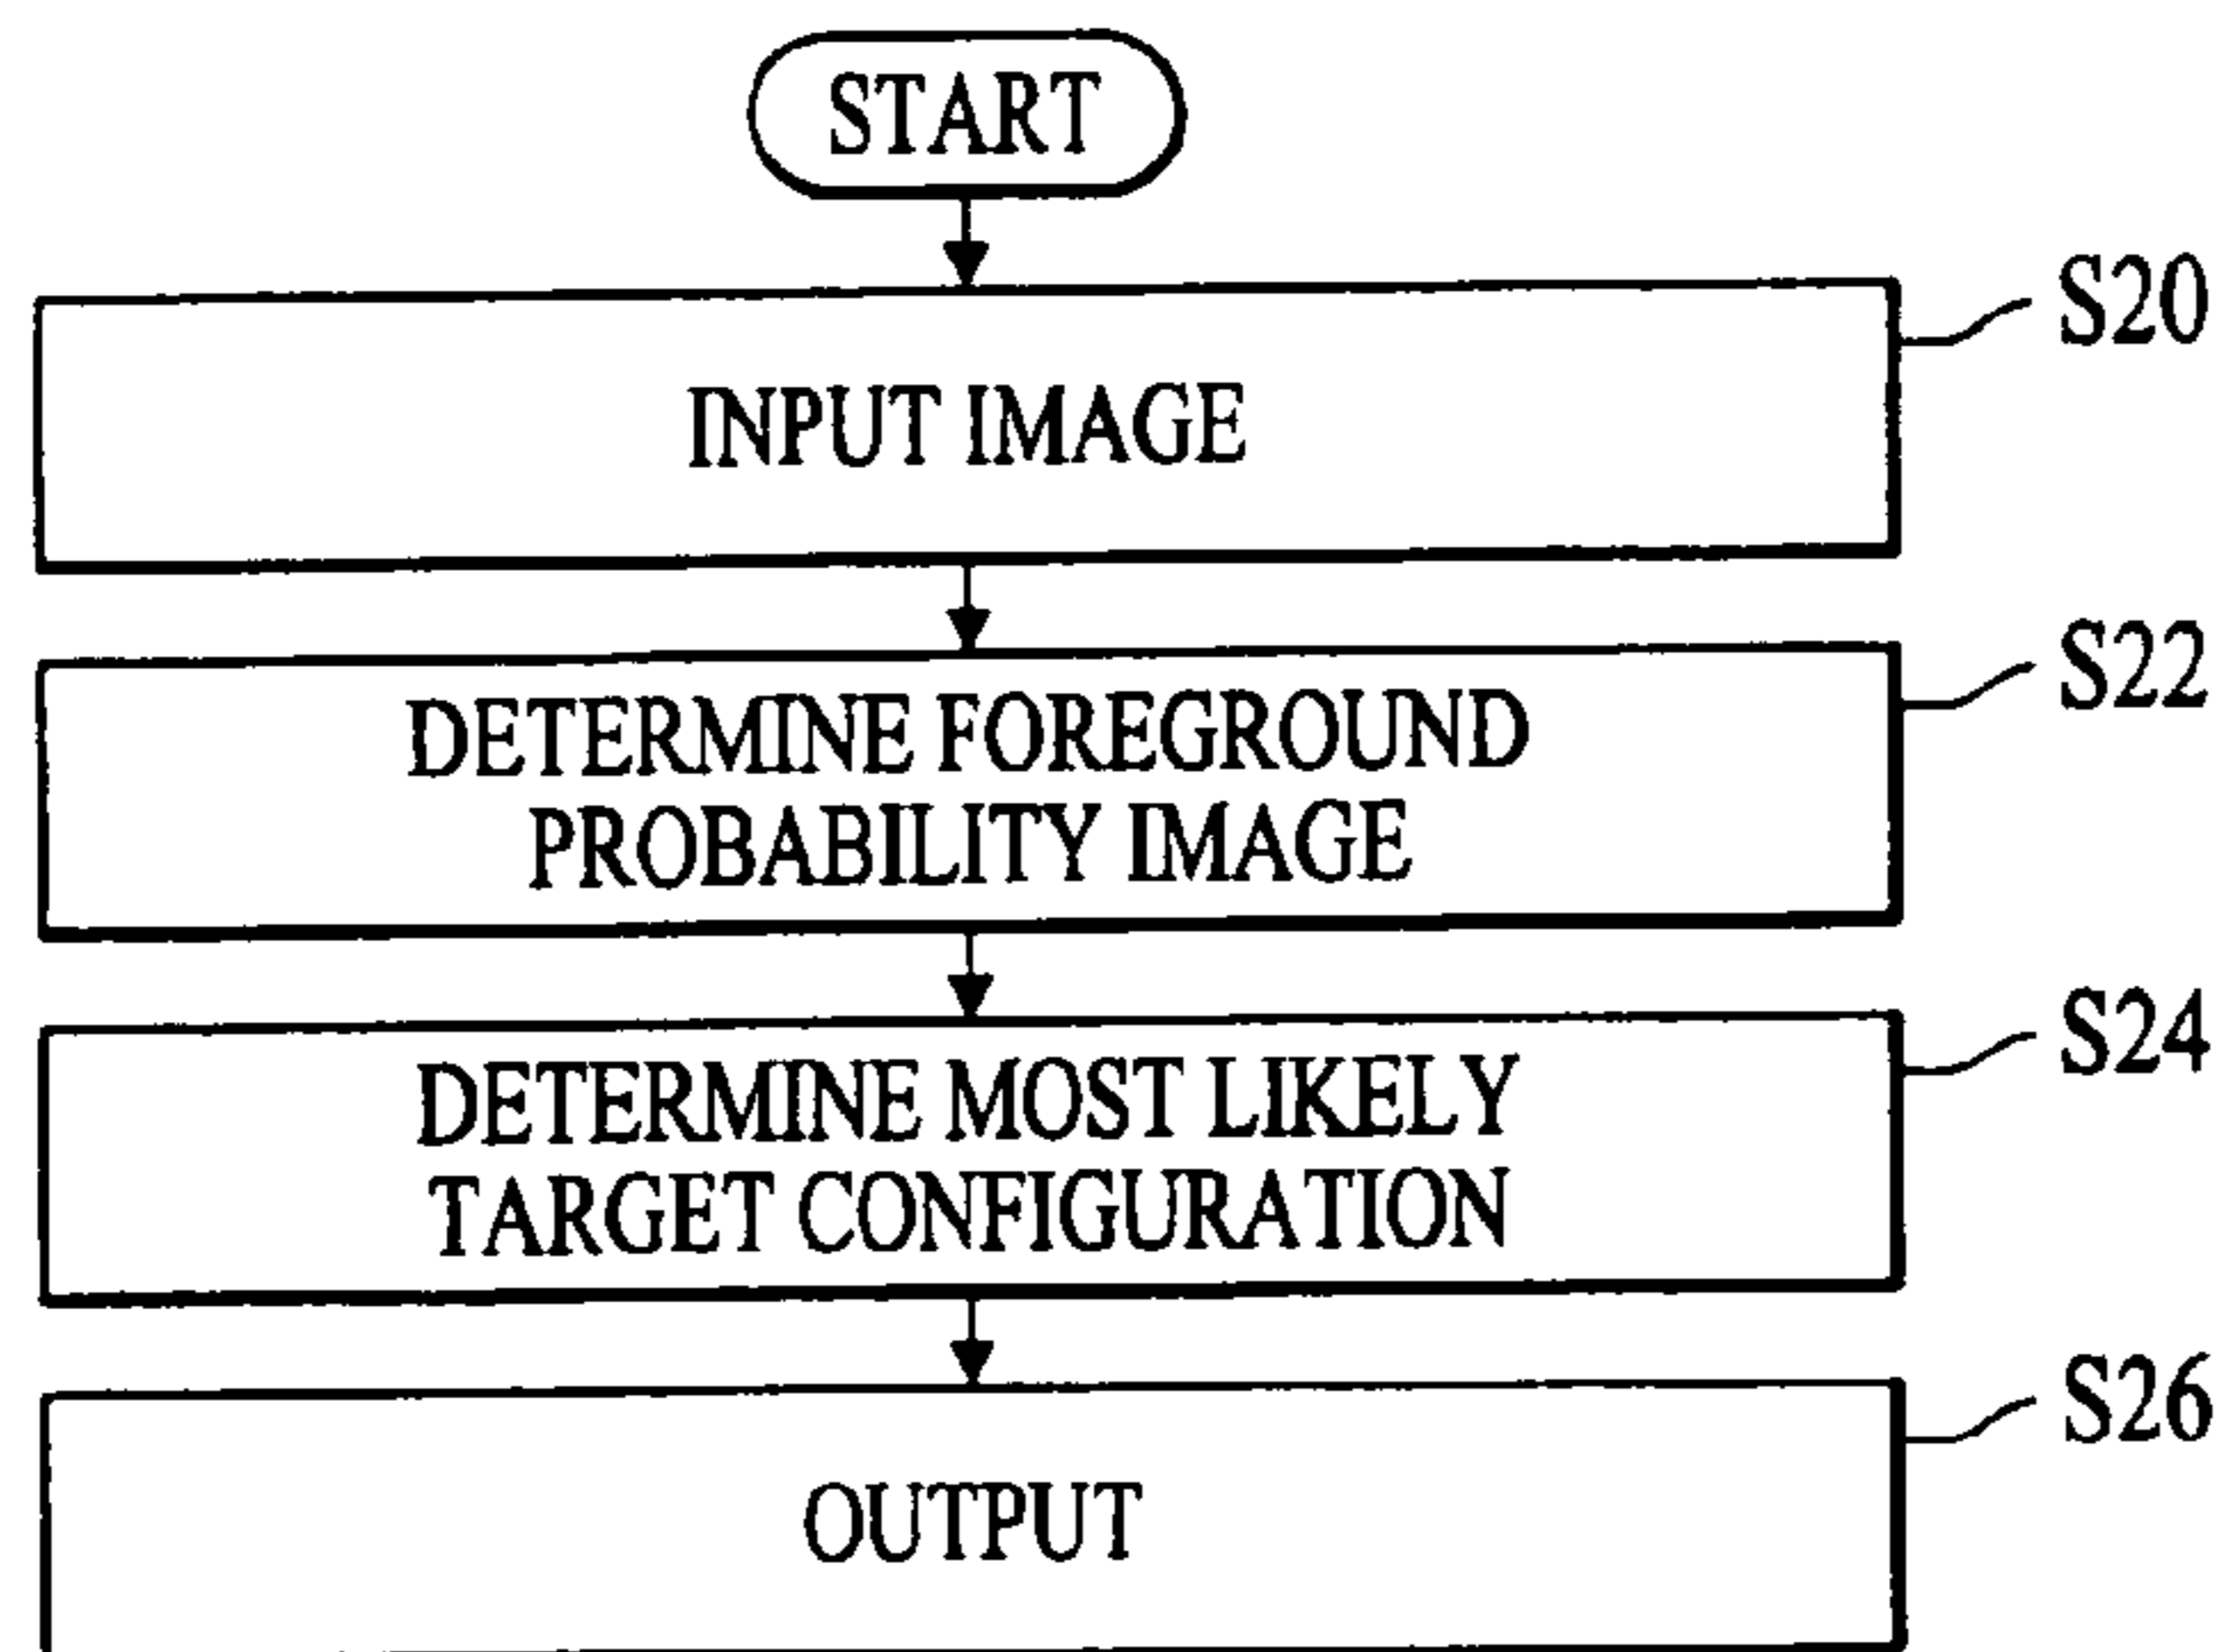 START
S20
INPUT IMAGE
S22
DETERMINE FOREGROUND
PROBABILITY IMAGE
S24
DETERMINE MOST LIKELY
TARGET CONFIGURATION
S26
OUTPUT